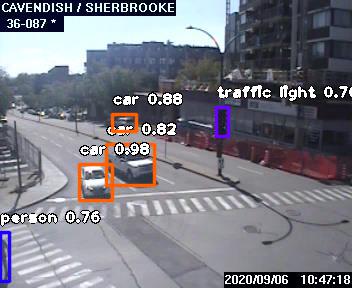 CAVENDISH / SHERBROOKE
36-087 *
traffic light 0.76
car 0.88
car 0.82
car 0.98
person 0.76
2020/09/06 10:47:18